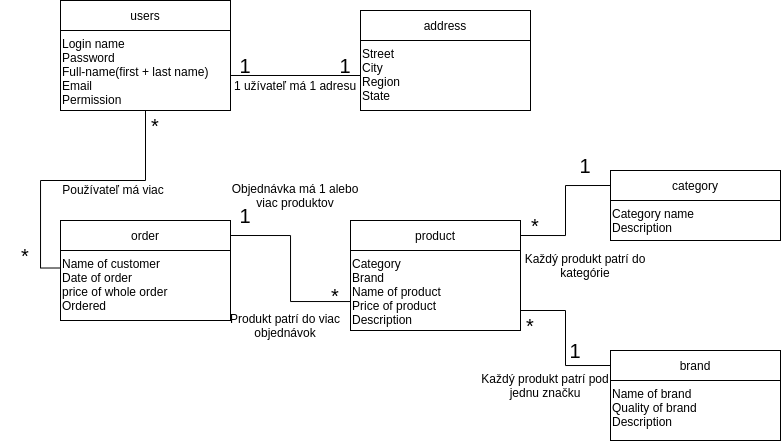 users
Login name
Password
Full-name(first + last name)
Email
Permission
address
Street
City
Region
State
1
1
1 užívateľ má 1 adresu
*
Používateľ má viac
*
order
Name of customer
Date of order
price of whole order
Ordered
Objednávka má 1 alebo
viac produktov
1
*
Produkt patrí do viac
objednávok
product
Category
Brand
Name of product
Price of product
Description
*
1
Každý produkt patrí do
kategórie
category
Category name
Description
*
1
Každý produkt patrí pod
jednu značku
brand
Name of brand
Quality of brand
Description